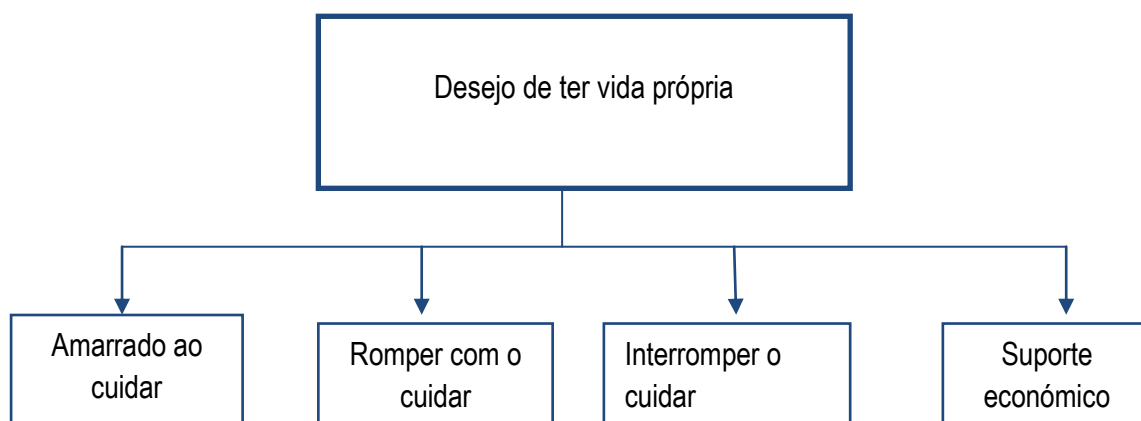 Desejo de ter vida própria
Amarrado ao
cuidar
Romper com o
cuidar
Interromper o
cuidar
Suporte
económico